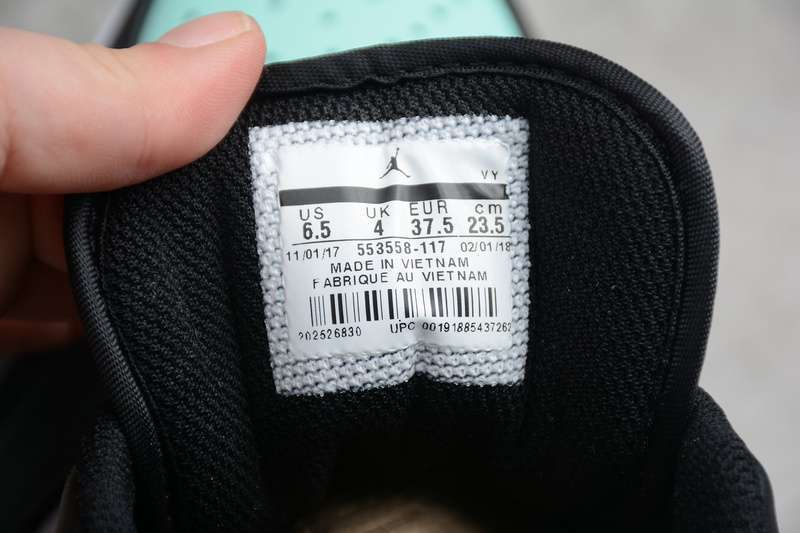 VY
US UK EUR cm
6.5 4 37.5 23.5
11/01/17 553558-117 02/01/18
MADE IN VIETNAM
FABRIQUE AU VIETNAM
202526830 UPC 00191885437262